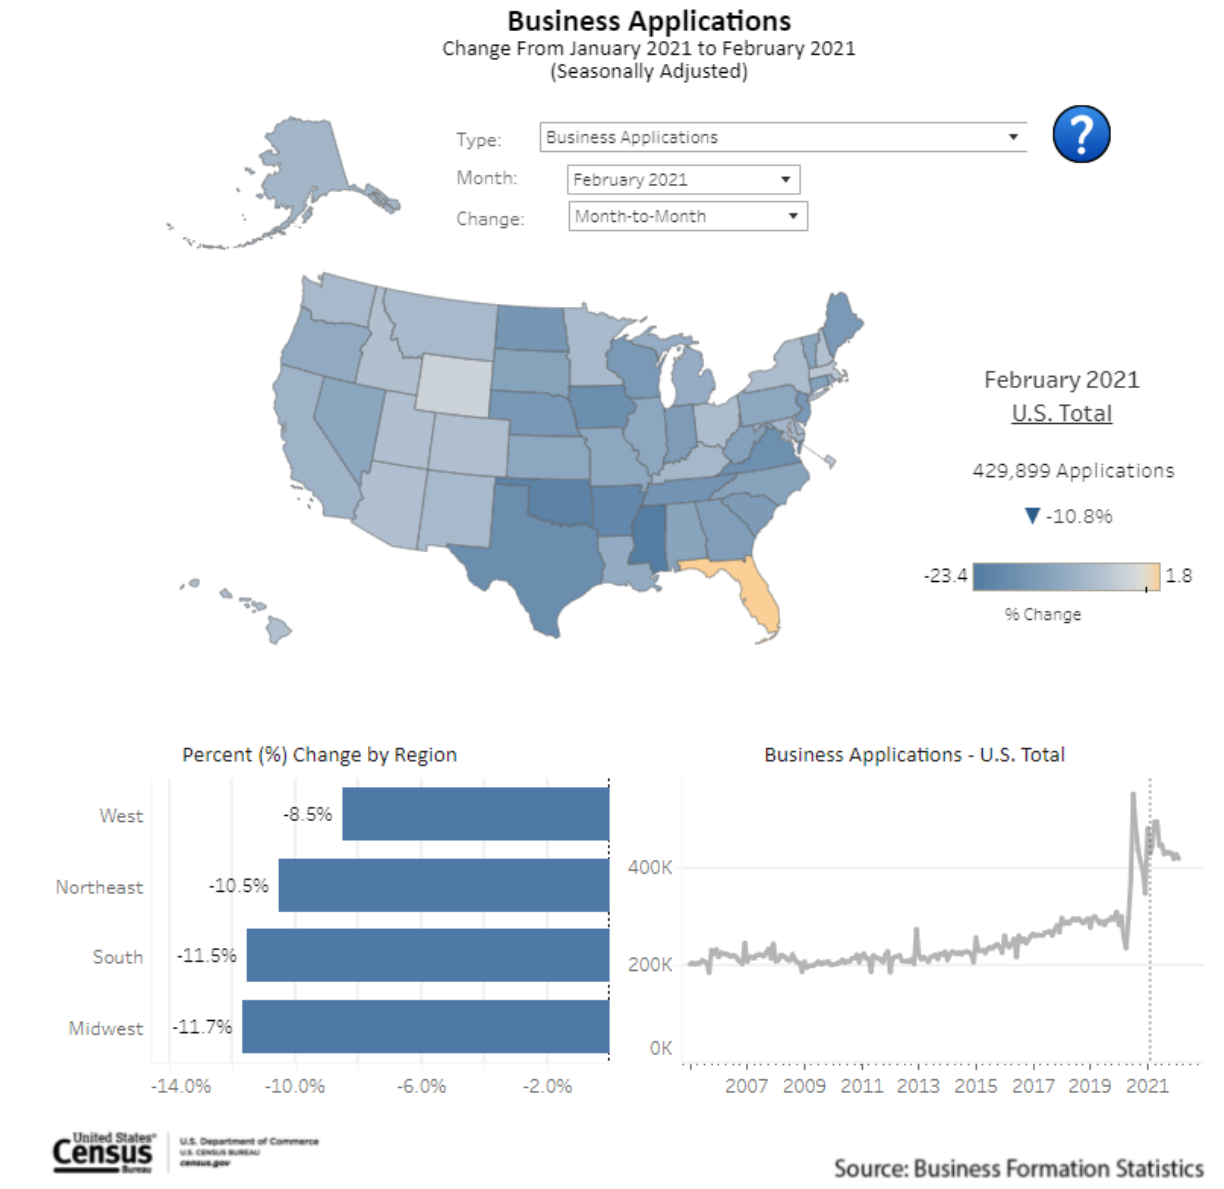 Business Applications
Change From January 2021 to February 2021
(Seasonally Adjusted)
Type: Business Applications
?
Month: February 2021
Change: Month-to-Month
February 2021
U.S. Total
429,899 Applications
-10.8%
-23.4 1.8
% Change
Percent (%) Change by Region
West -8.5%
Northeast -10.5%
South -11.5%
Midwest -11.7%
-14.0% -10.0% -6.0% -2.0%
Business Applications - U.S. Total
400K
200K
0K
2007 2009 2011 2013 2015 2017 2019 2021
United States®
Census
Bureau
U.S. Department of Commerce
U.S. CENSUS BUREAU
census.gov
Source: Business Formation Statistics